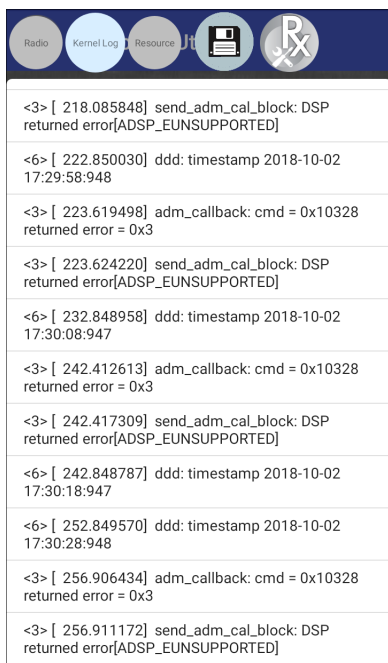 Radio
Kernel Log
Resource
Ut
Rx
<3> [ 218.085848] send_adm_cal_block: DSP
returned error[ADSP_EUNSUPPORTED]
<6> [ 222.850030] ddd: timestamp 2018-10-02
17:29:58:948
<3> [ 223.619498] adm_callback: cmd = 0x10328
returned error = 0x3
<3> [ 223.624220] send_adm_cal_block: DSP
returned error[ADSP_EUNSUPPORTED]
<6> [ 232.848958] ddd: timestamp 2018-10-02
17:30:08:947
<3> [ 242.412613] adm_callback: cmd = 0x10328
returned error = 0x3
<3> [ 242.417309] send_adm_cal_block: DSP
returned error[ADSP_EUNSUPPORTED]
<6> [ 242.848787] ddd: timestamp 2018-10-02
17:30:18:947
<6> [ 252.849570] ddd: timestamp 2018-10-02
17:30:28:948
<3> [ 256.906434] adm_callback: cmd = 0x10328
returned error = 0x3
<3> [ 256.911172] send_adm_cal_block: DSP
returned error[ADSP_EUNSUPPORTED]